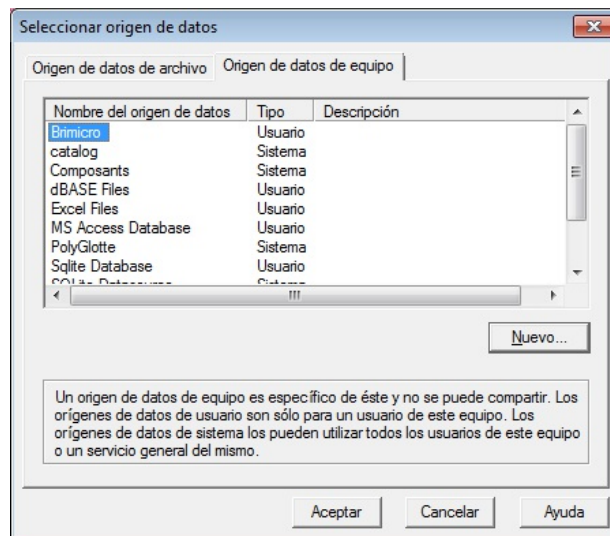 Seleccionar origen de datos
Origen de datos de archivo Origen de datos de equipo
Nombre del origen de datos Tipo Descripción
Brimicro Usuario
catalog Sistema
Composants Sistema
dBASE Files Usuario
Excel Files Usuario
MS Access Database Usuario
PolyGlotte Sistema
Sqlite Database Usuario
Nuevo...
Un origen de datos de equipo es específico de éste y no se puede compartir. Los
orígenes de datos de usuario son sólo para un usuario de este equipo. Los
orígenes de datos de sistema los pueden utilizar todos los usuarios de este equipo
o un servicio general del mismo.
Aceptar Cancelar Ayuda